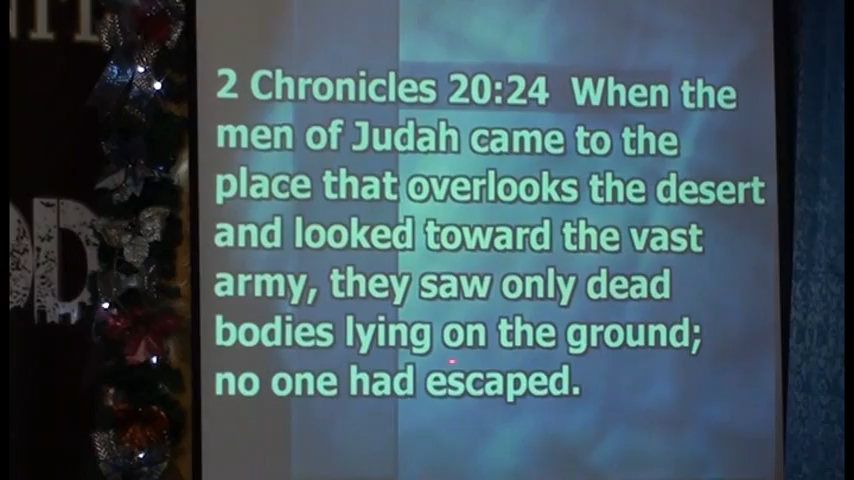 2 Chronicles 20:24 When the
men of Judah came to the
place that overlooks the desert
and looked toward the vast
army, they saw only dead
bodies lying on the ground;
no one had escaped.